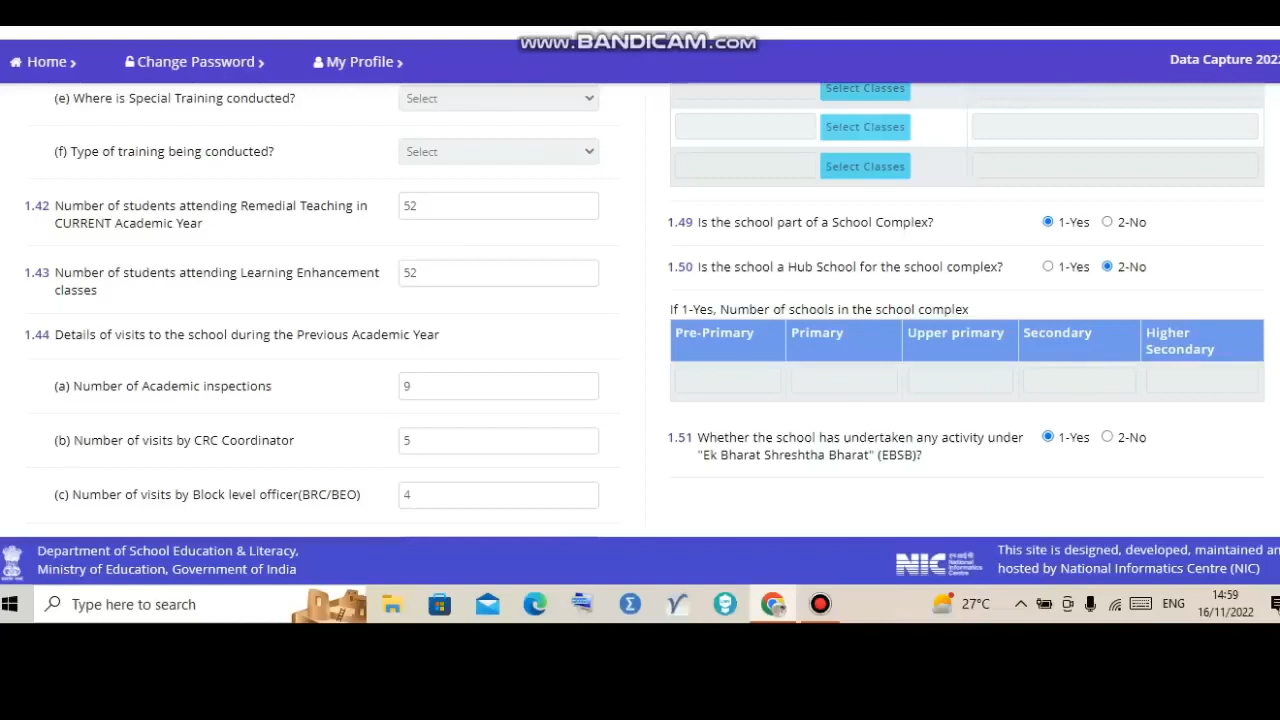 www.BANDICAM.com
Home
Change Password
My Profile
Data Capture 202
(e) Where is Special Training conducted?
Select
(f) Type of training being conducted?
Select
1.42 Number of students attending Remedial Teaching in
CURRENT Academic Year
52
1.43 Number of students attending Learning Enhancement
classes
52
1.44 Details of visits to the school during the Previous Academic Year
(a) Number of Academic inspections
9
(b) Number of visits by CRC Coordinator
5
(c) Number of visits by Block level officer(BRC/BEO)
4
Select Classes
Select Classes
Select Classes
1.49 Is the school part of a School Complex?
1-Yes 2-No
1.50 Is the school a Hub School for the school complex?
1-Yes 2-No
If 1-Yes, Number of schools in the school complex
Pre-Primary Primary Upper primary Secondary Higher
Secondary
1.51 Whether the school has undertaken any activity under
"Ek Bharat Shreshtha Bharat" (EBSB)?
1-Yes 2-No
Department of School Education & Literacy,
Ministry of Education, Government of India
NIC
National
Informatics
Centre
This site is designed, developed, maintained an
hosted by National Informatics Centre (NIC)
Type here to search
27°C
ENG
14:59
16/11/2022